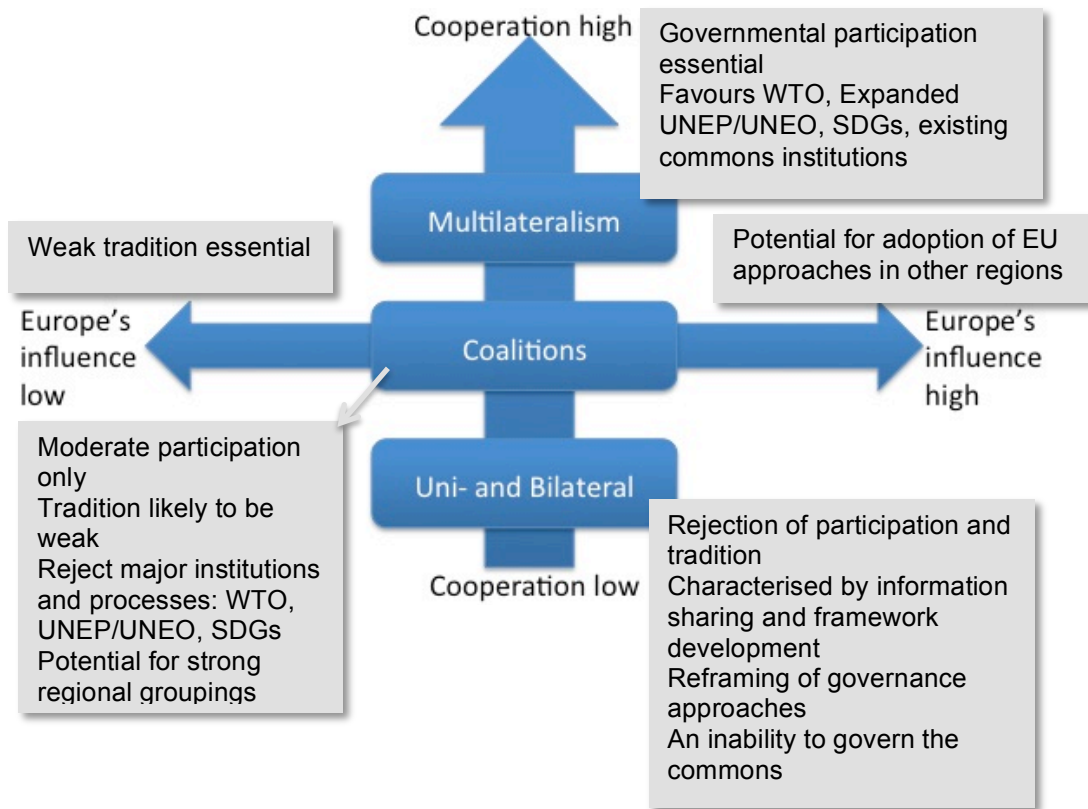 Cooperation high
Governmental participation
essential
Favours WTO, Expanded
UNEP/UNEO, SDGs, existing
commons institutions
Multilateralism
Weak tradition essential
Potential for adoption of EU
approaches in other regions
Europe's
influence
low
Coalitions
Europe's
influence
high
Moderate participation
only
Tradition likely to be
weak
Reject major institutions
and processes: WTO,
UNEP/UNEO, SDGs
Potential for strong
regional groupings
Uni- and Bilateral
Cooperation low
Rejection of participation and
tradition
Characterised by information
sharing and framework
development
Reframing of governance
approaches
An inability to govern the
commons